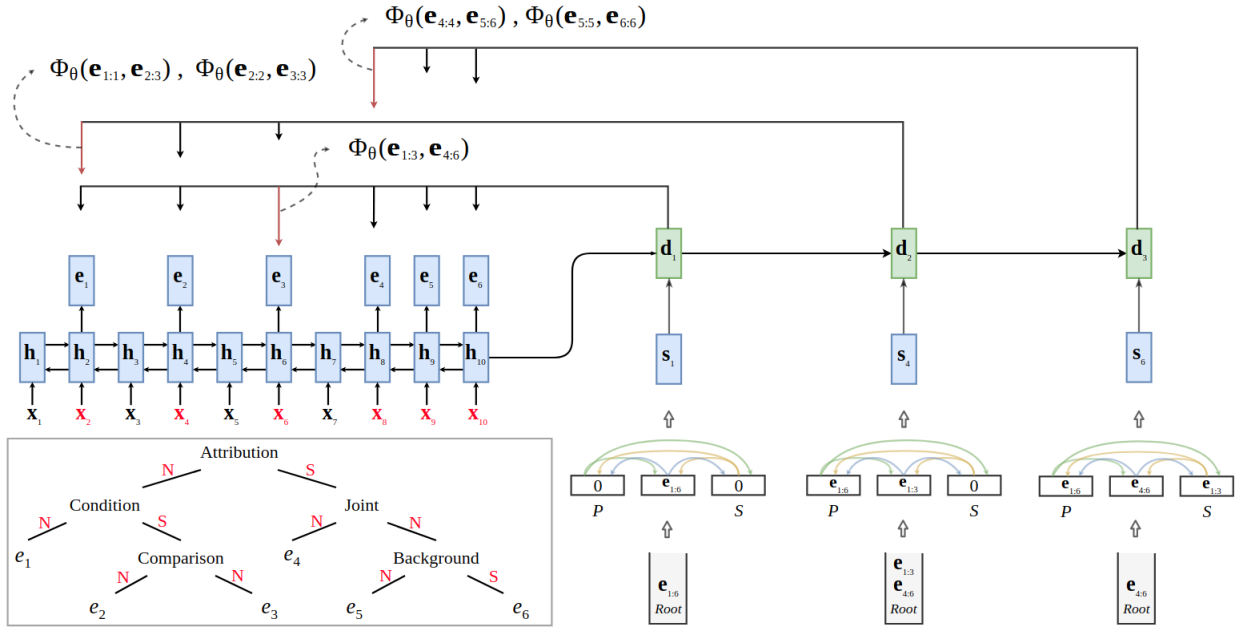 Φθ(e4:4, e5:6) , Φθ(e5:5, e6:6)
Φθ(e1:1, e2:3) , Φθ(e2:2, e3:3)
Φθ(e1:3, e4:6)
d1 d2 d3
e1 e2 e3 e4 e5 e6
h1 h2 h3 h4 h5 h6 h7 h8 h9 h10
s1 s4 s6
x1 x2 x3 x4 x5 x6 x7 x8 x9 x10
Attribution
N S
Condition Joint
N S N N
e1 Comparison e4 Background
N N N S
e2 e3 e5 e6
0 e1:6 0
P S
e1:6
Root
e1:6 e1:3 0
P S
e1:3
e4:6
Root
e1:6 e4:6 e1:3
P S
e4:6
Root